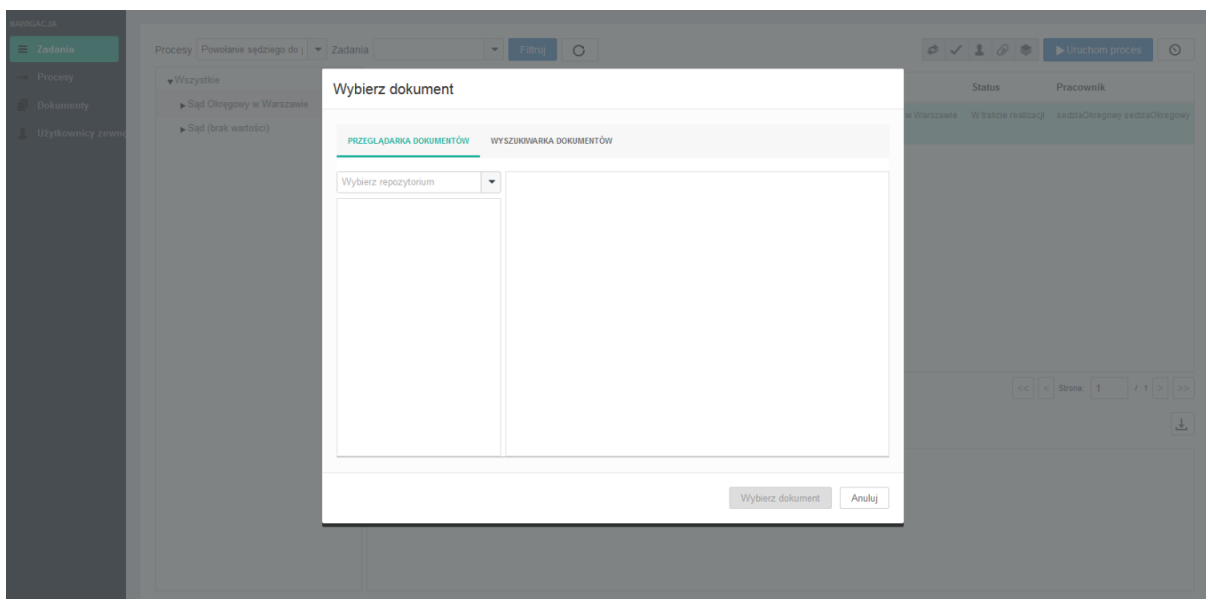 NAWIGACJA
Zadania
Procesy
Dokumenty
Użytkownicy zewnę
Procesy Powołanie sędziego do Zadania Filtruj Uruchom proces
Wszystkie
Sąd Okręgowy w Warszawie
Sąd (brak wartości)
Status Pracownik
w Warszawie W trakcie realizacji sedziaOkregowy sedziaOkregowy
Wybierz dokument
PRZEGLĄDARKA DOKUMENTÓW WYSZUKIWARKA DOKUMENTÓW
Wybierz repozytorium
<< < Strona: 1 / 1 > >>
Wybierz dokument Anuluj